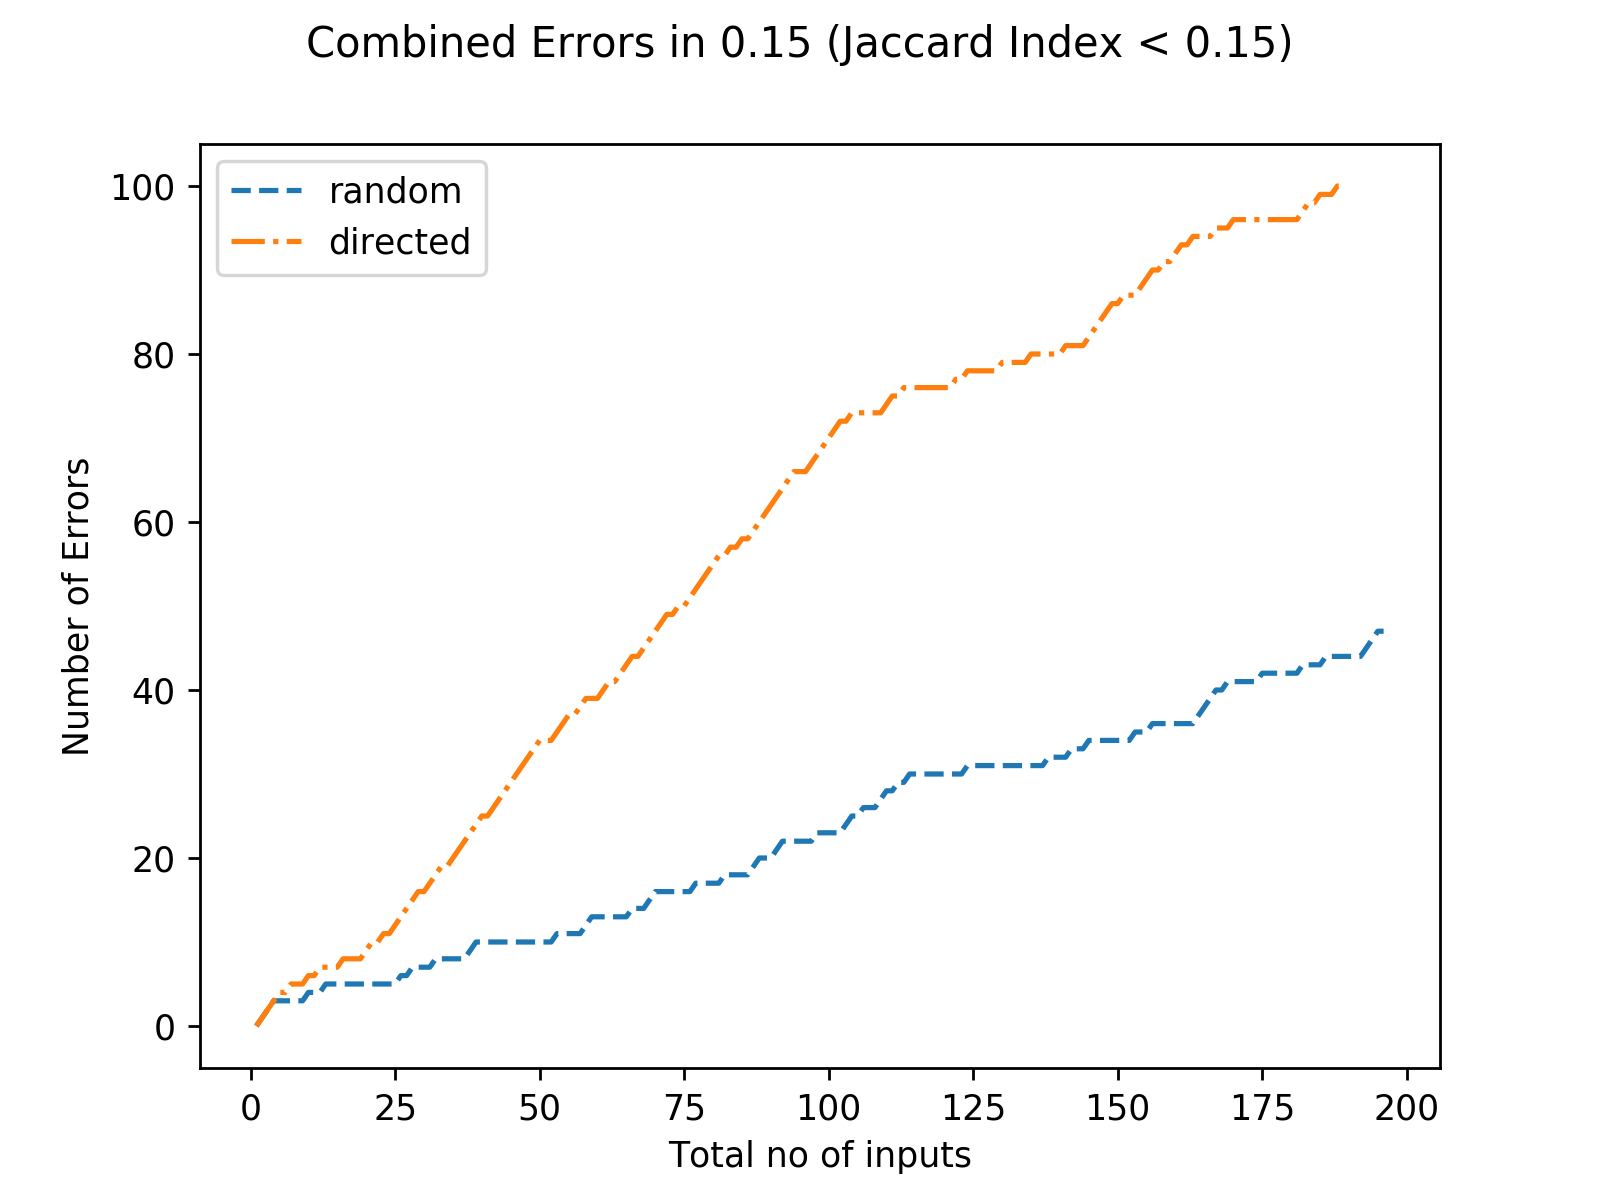 Combined Errors in 0.15 (Jaccard Index < 0.15)
random
directed
100
80
60
40
20
0
Number of Errors
0 25 50 75 100 125 150 175 200
Total no of inputs